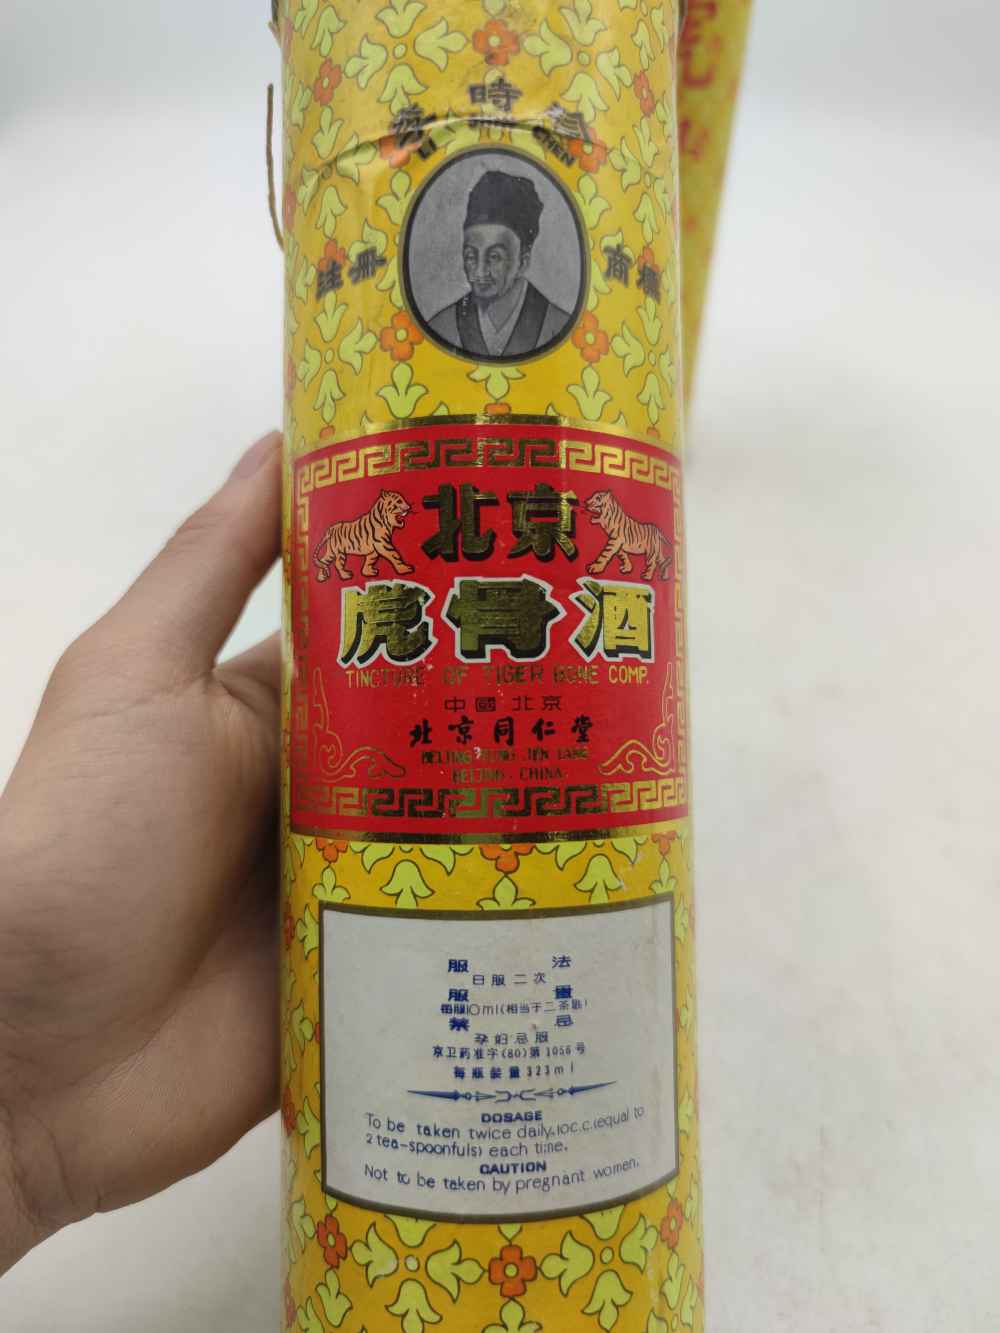 李時珍
LI SHIH CHEN
註冊 商標
北京
虎骨酒
TINCTURE OF TIGER BONE COMP.
中國 北京
北京同仁堂
BEIJING TUNG JEN TANG
BEIJING . CHINA
服法
日服二次
服量
每服10ml(相当于二茶匙)
禁忌
孕妇忌服
京卫药准字(80)第1056号
每瓶装量323ml
DOSAGE
To be taken twice daily,10c.c.(equal to
2 tea-spoonfuls) each time.
CAUTION
Not to be taken by pregnant women.